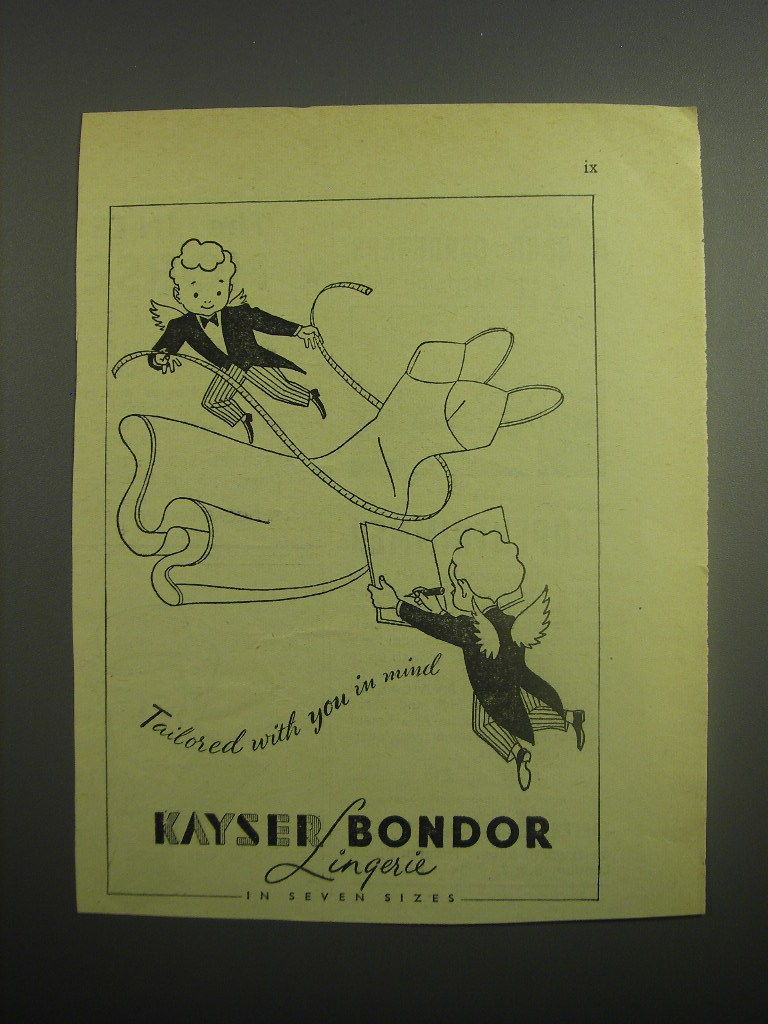 ix
Tailored with you in mind
KAYSER BONDOR
Lingerie
IN SEVEN SIZES